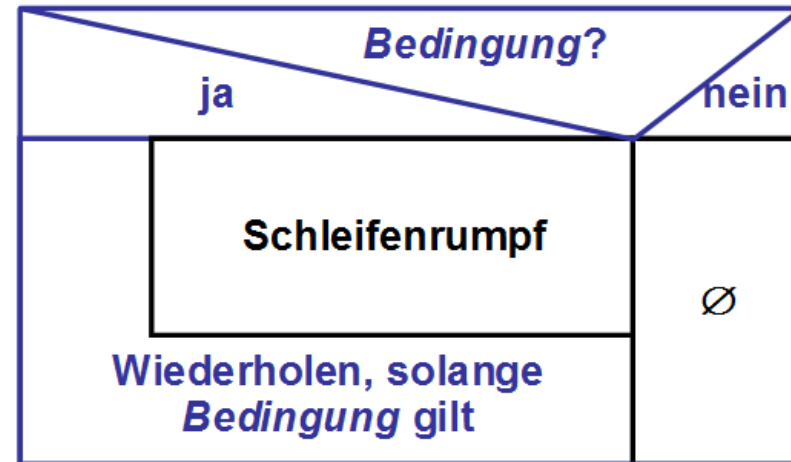 Bedingung?
ja
nein
Schleifenrumpf
∅
Wiederholen, solange
Bedingung gilt